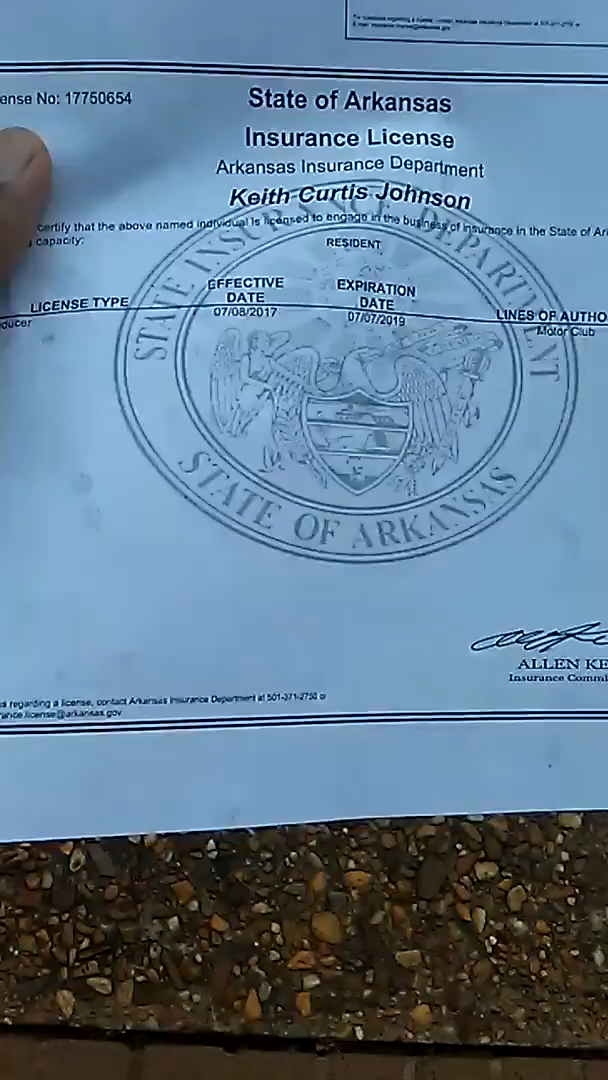 ense No: 17750654
State of Arkansas
Insurance License
Arkansas Insurance Department
Keith Curtis Johnson
certify that the above named individual is licensed to engage in the business of insurance in the State of Ar
capacity:
RESIDENT
LICENSE TYPE
EFFECTIVE DATE
EXPIRATION DATE
LINES OF AUTHO
ducer
07/08/2017
07/07/2019
Motor Club
STATE INSURANCE DEPARTMENT
STATE OF ARKANSAS
ALLEN KE
Insurance Commi
s regarding a license, contact Arkansas Insurance Department at 501-371-2750 or
ance.license@arkansas.gov